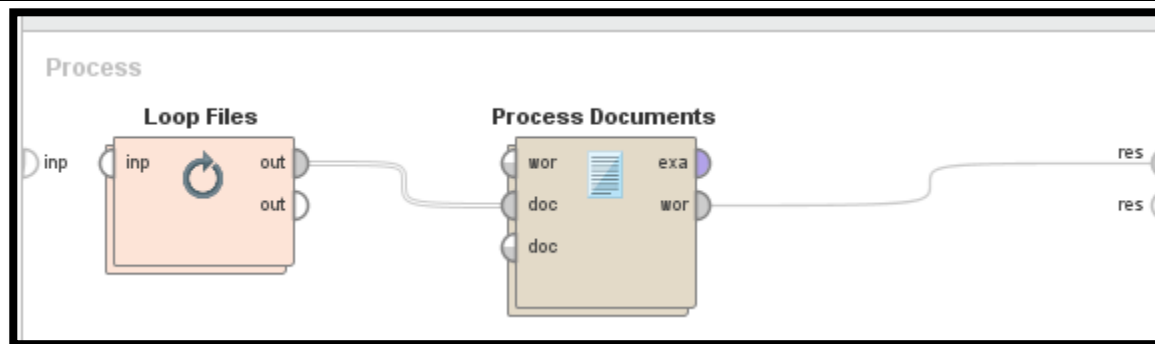 Process
Loop Files
Process Documents
inp
inp
out
out
wor
doc
doc
exa
wor
res
res